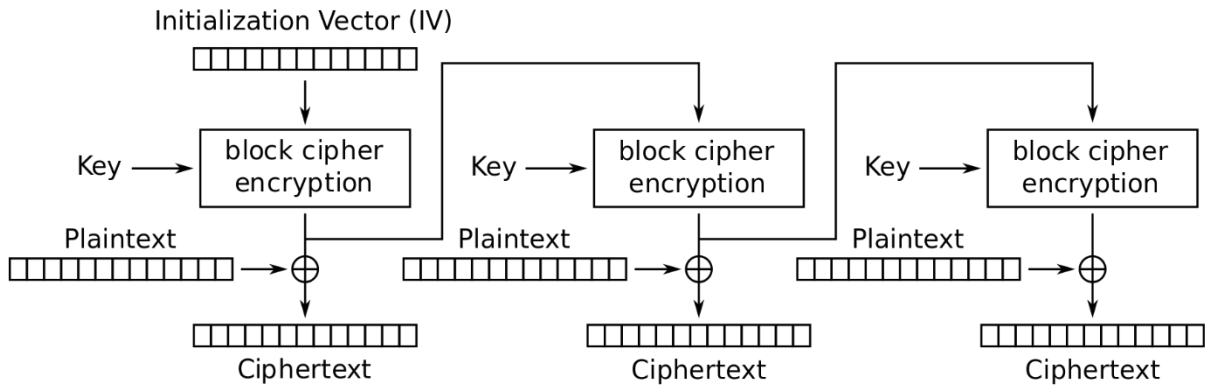 Initialization Vector (IV)
Key
block cipher
encryption
Key
block cipher
encryption
Key
block cipher
encryption
Plaintext
Plaintext
Plaintext
Ciphertext
Ciphertext
Ciphertext